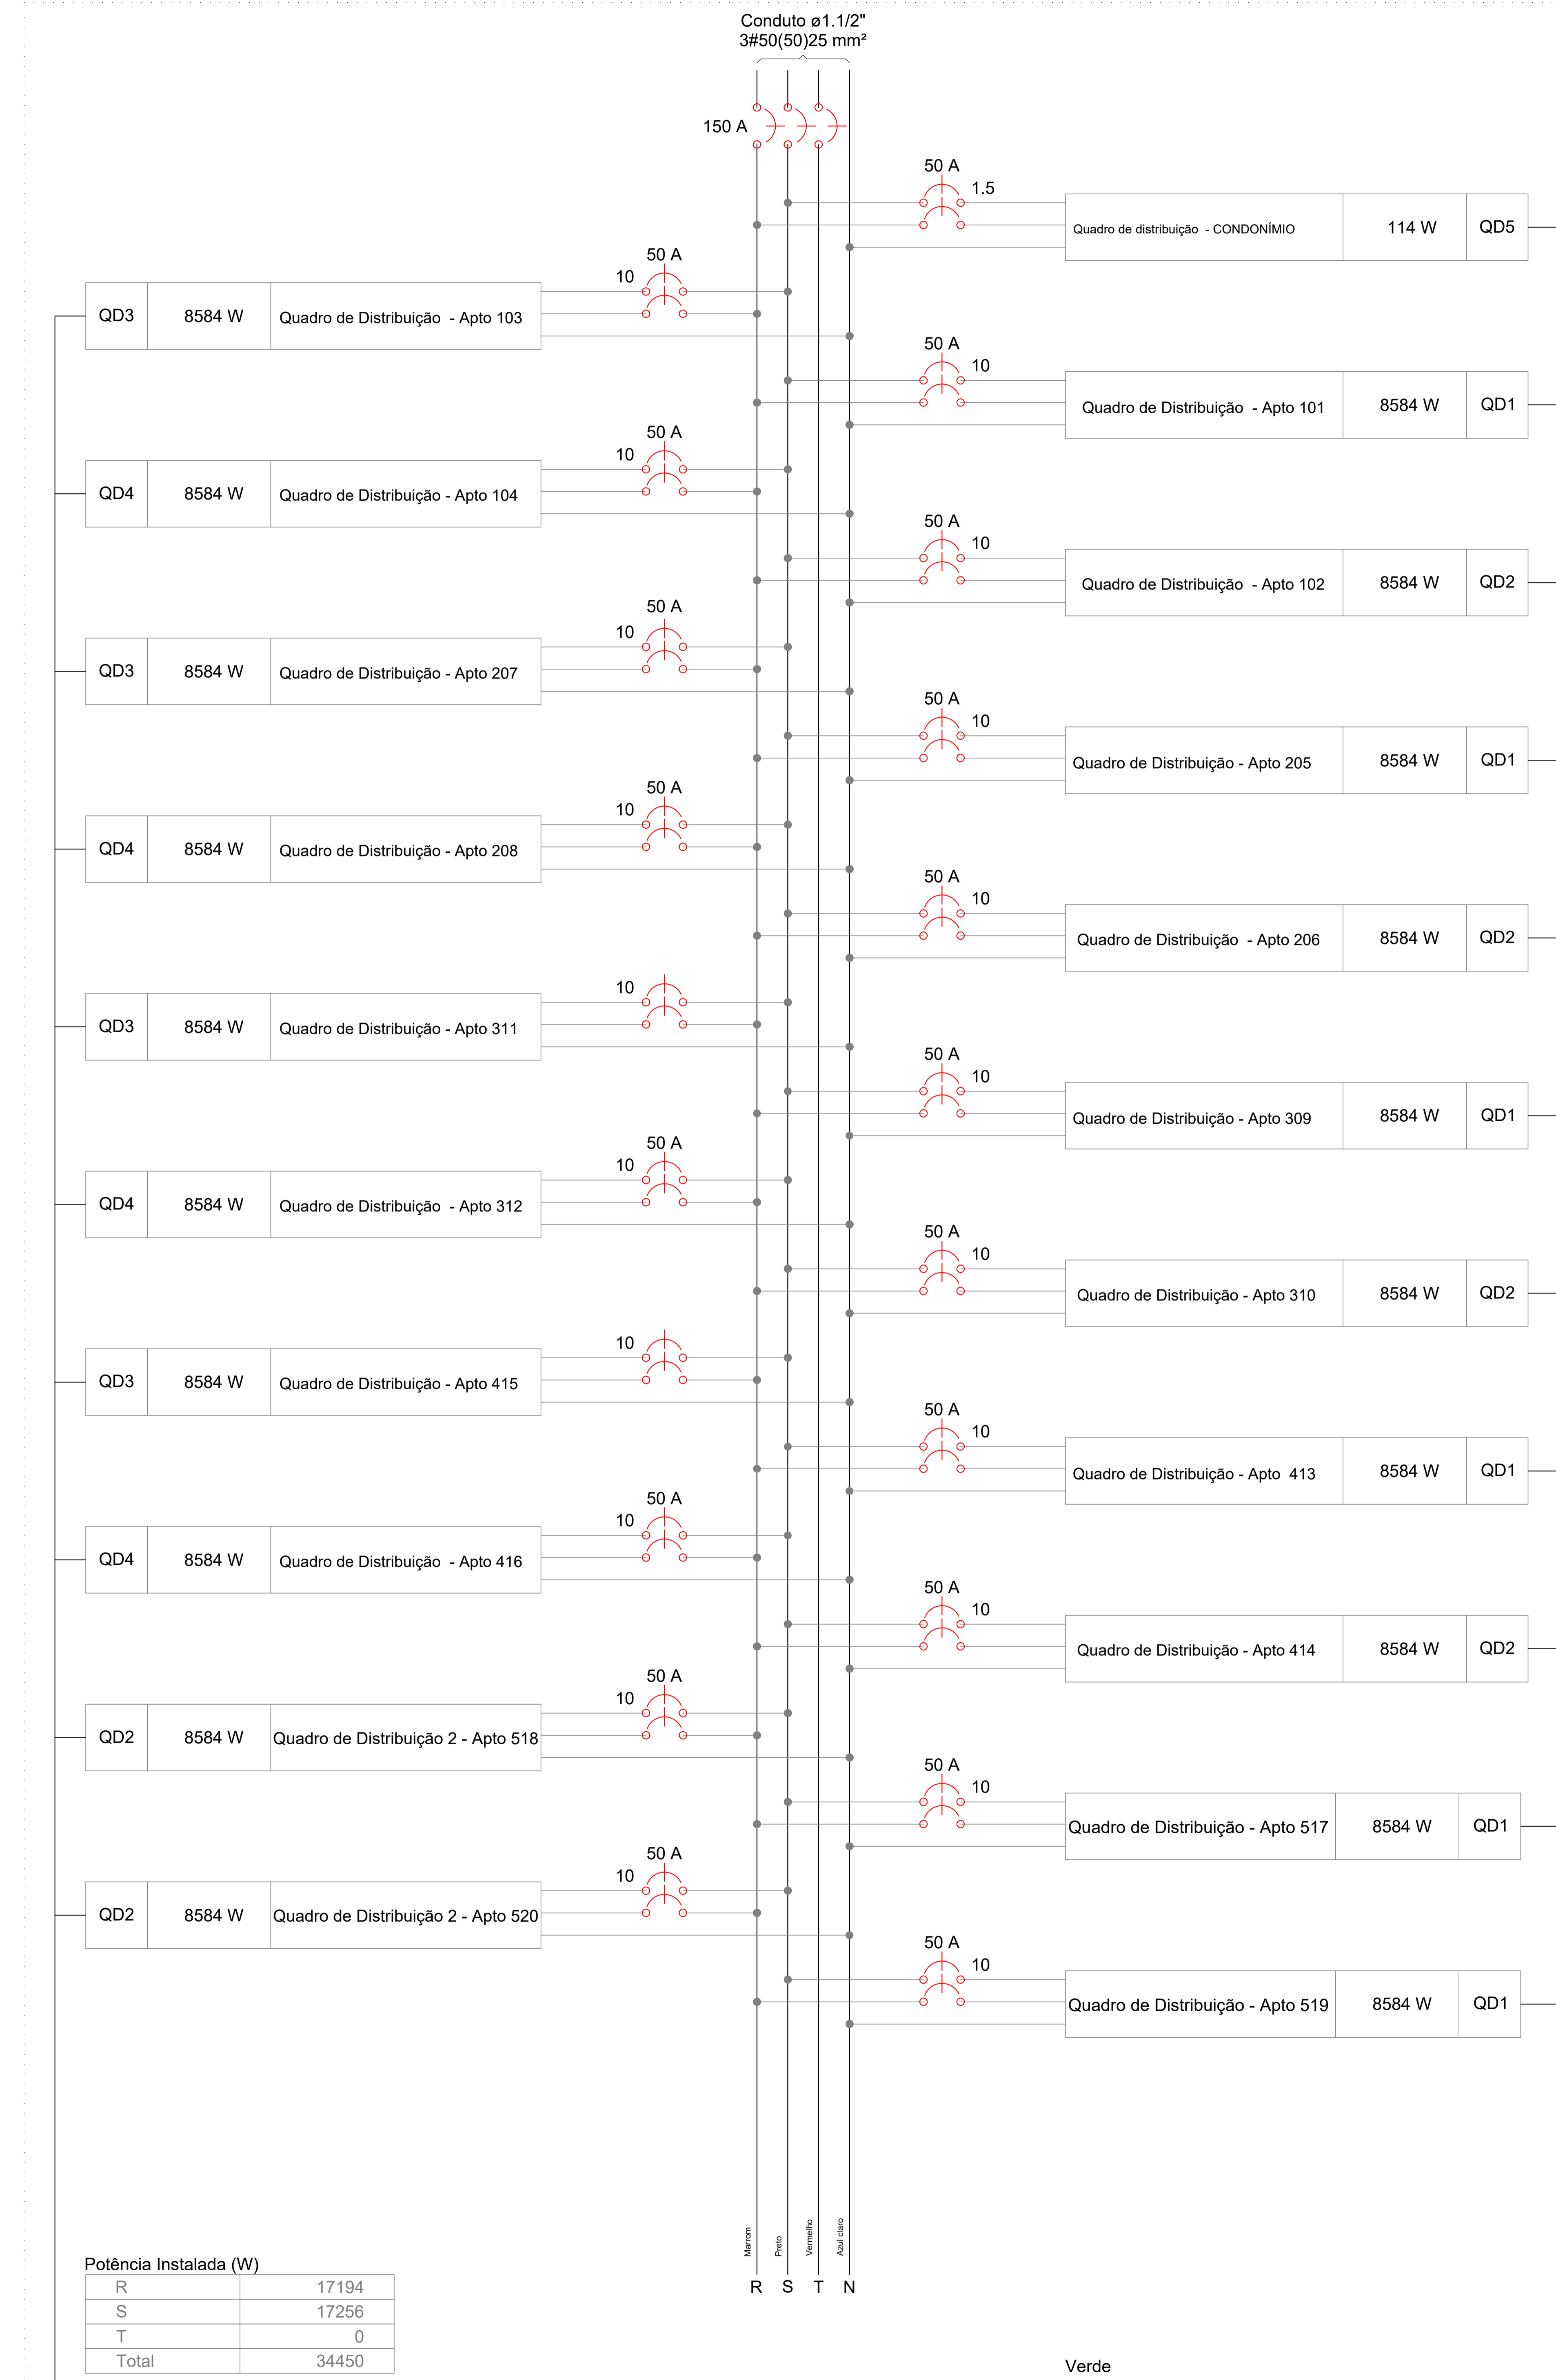 Conduto ø1.1/2"
3#50(50)25 mm²
150 A
50 A
1.5
Quadro de distribuição - CONDONÍMIO 114 W QD5
50 A
10
QD3 8584 W Quadro de Distribuição - Apto 103
50 A
10
Quadro de Distribuição - Apto 101 8584 W QD1
50 A
10
QD4 8584 W Quadro de Distribuição - Apto 104
50 A
10
Quadro de Distribuição - Apto 102 8584 W QD2
50 A
10
QD3 8584 W Quadro de Distribuição - Apto 207
50 A
10
Quadro de Distribuição - Apto 205 8584 W QD1
50 A
10
QD4 8584 W Quadro de Distribuição - Apto 208
50 A
10
Quadro de Distribuição - Apto 206 8584 W QD2
10
QD3 8584 W Quadro de Distribuição - Apto 311
50 A
10
Quadro de Distribuição - Apto 309 8584 W QD1
50 A
10
QD4 8584 W Quadro de Distribuição - Apto 312
50 A
10
Quadro de Distribuição - Apto 310 8584 W QD2
10
QD3 8584 W Quadro de Distribuição - Apto 415
50 A
10
Quadro de Distribuição - Apto 413 8584 W QD1
50 A
10
QD4 8584 W Quadro de Distribuição - Apto 416
50 A
10
Quadro de Distribuição - Apto 414 8584 W QD2
50 A
10
QD2 8584 W Quadro de Distribuição 2 - Apto 518
50 A
10
Quadro de Distribuição - Apto 517 8584 W QD1
50 A
10
QD2 8584 W Quadro de Distribuição 2 - Apto 520
50 A
10
Quadro de Distribuição - Apto 519 8584 W QD1
Marrom
Preto
Vermelho
Azul claro
R S T N
Potência Instalada (W)
R 17194
S 17256
T 0
Total 34450
Verde